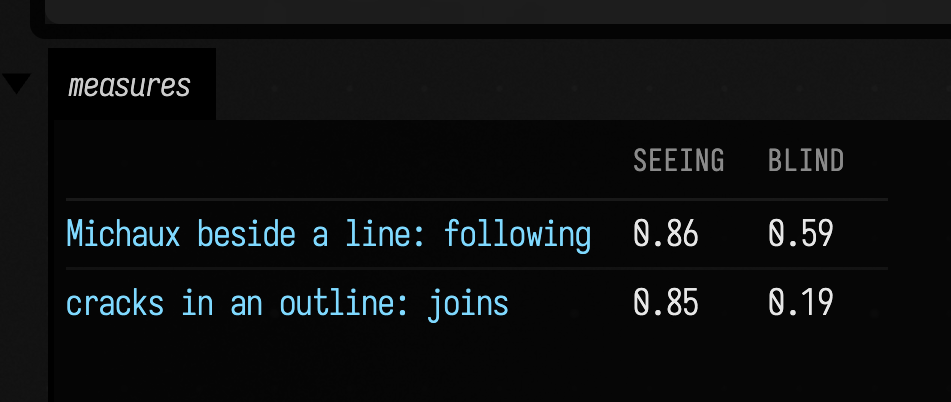 measures
SEEING BLIND
Michaux beside a line: following 0.86 0.59
cracks in an outline: joins 0.85 0.19